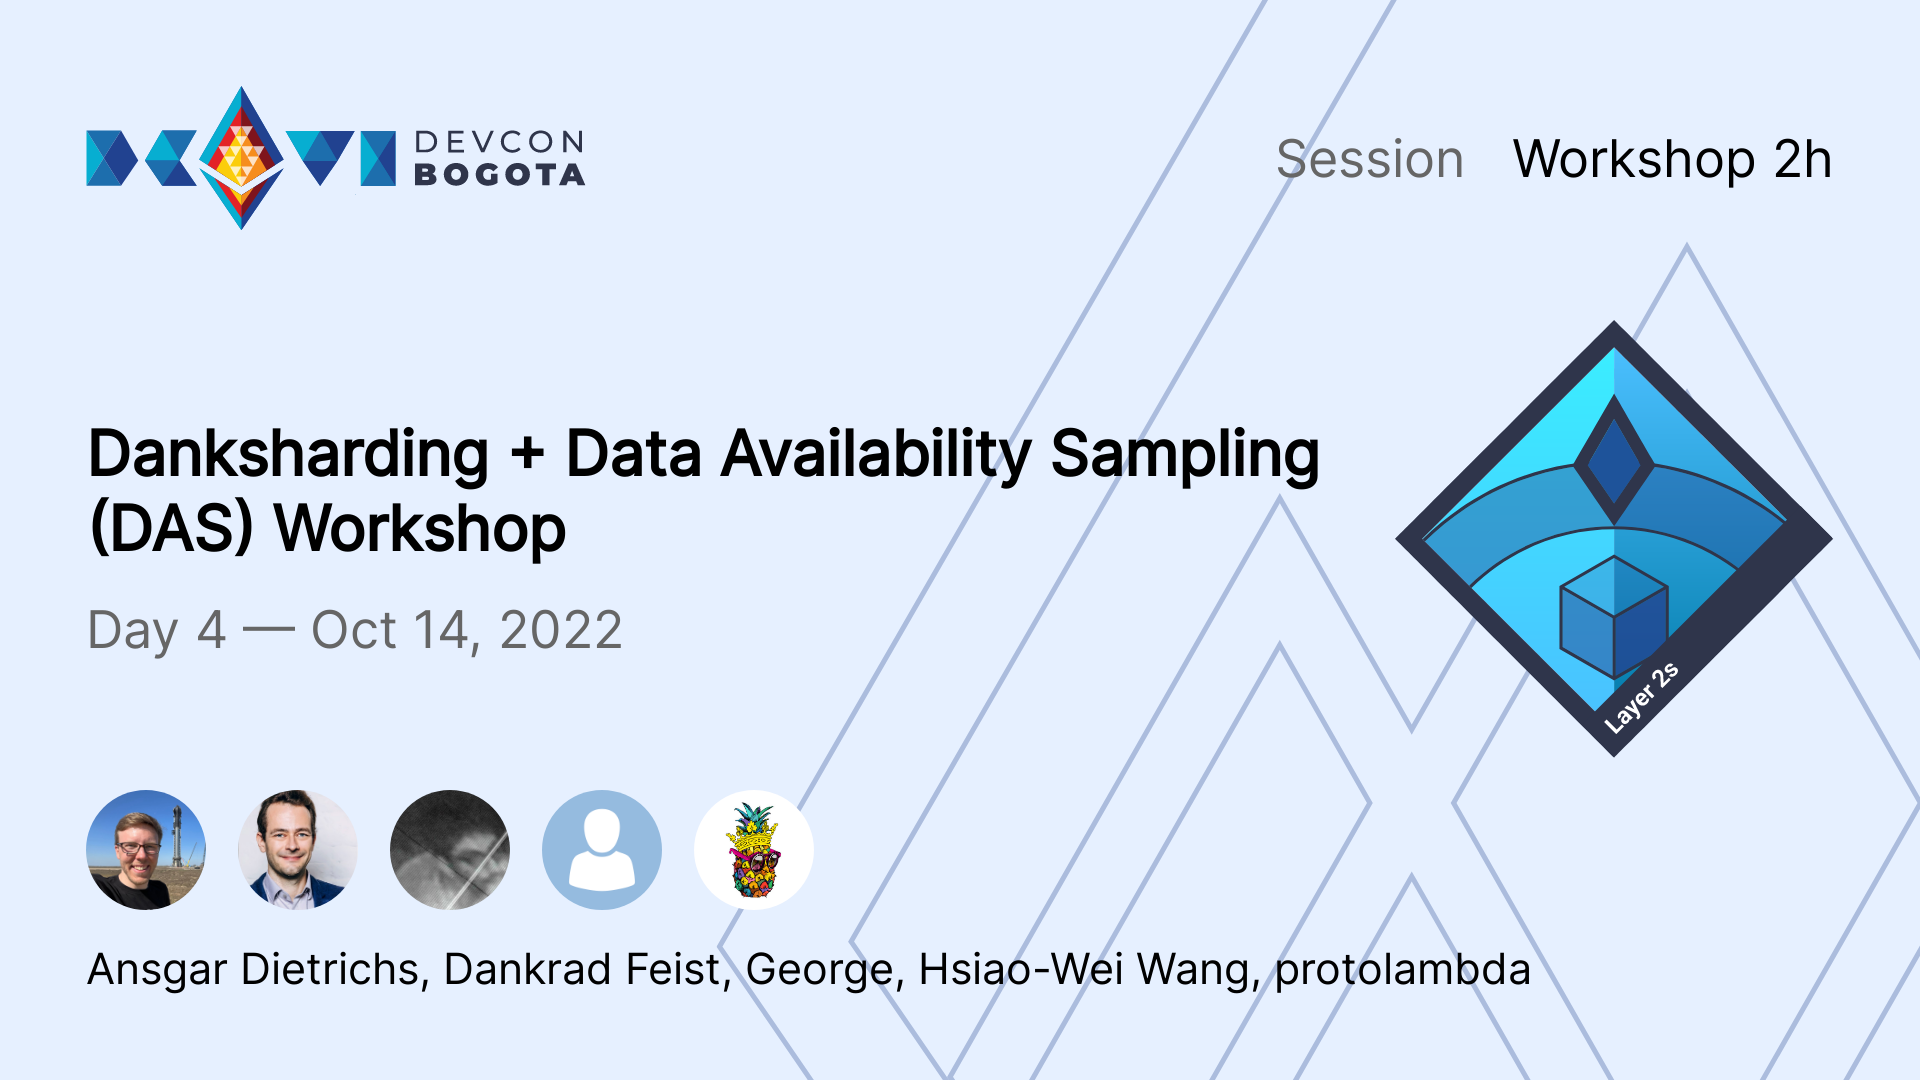 DEVCON
BOGOTA
Session Workshop 2h
Danksharding + Data Availability Sampling
(DAS) Workshop
Day 4 — Oct 14, 2022
Layer 2s
Ansgar Dietrichs, Dankrad Feist, George, Hsiao-Wei Wang, protolambda